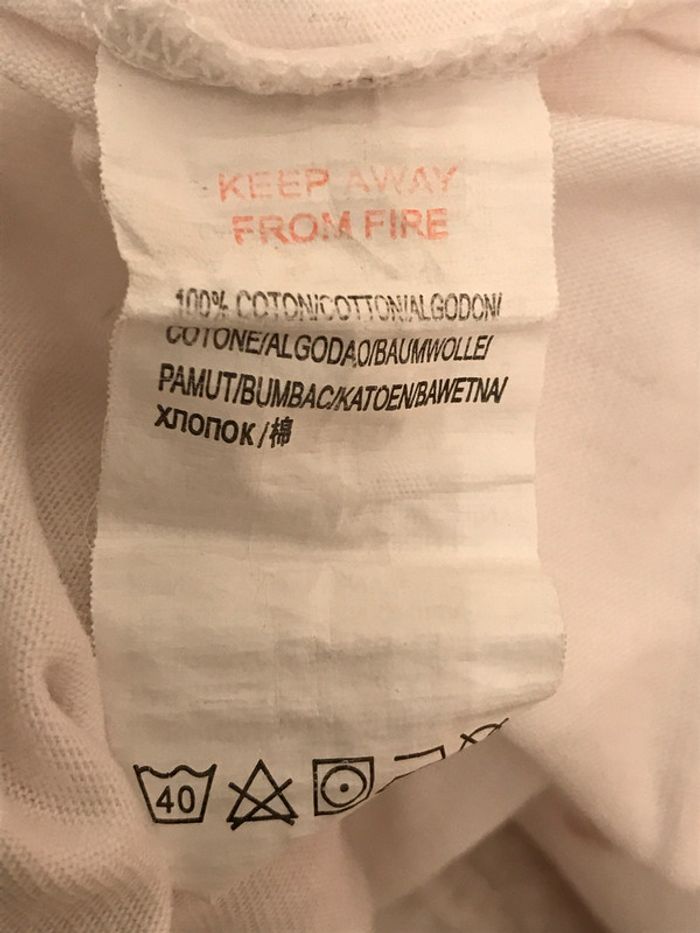 KEEP AWAY
FROM FIRE
100% COTON/COTTON/ALGODON/
COTONE/ALGODAO/BAUMWOLLE/
PAMUT/BUMBAC/KATOEN/BAWETNA/
ХЛОПОК/棉
40